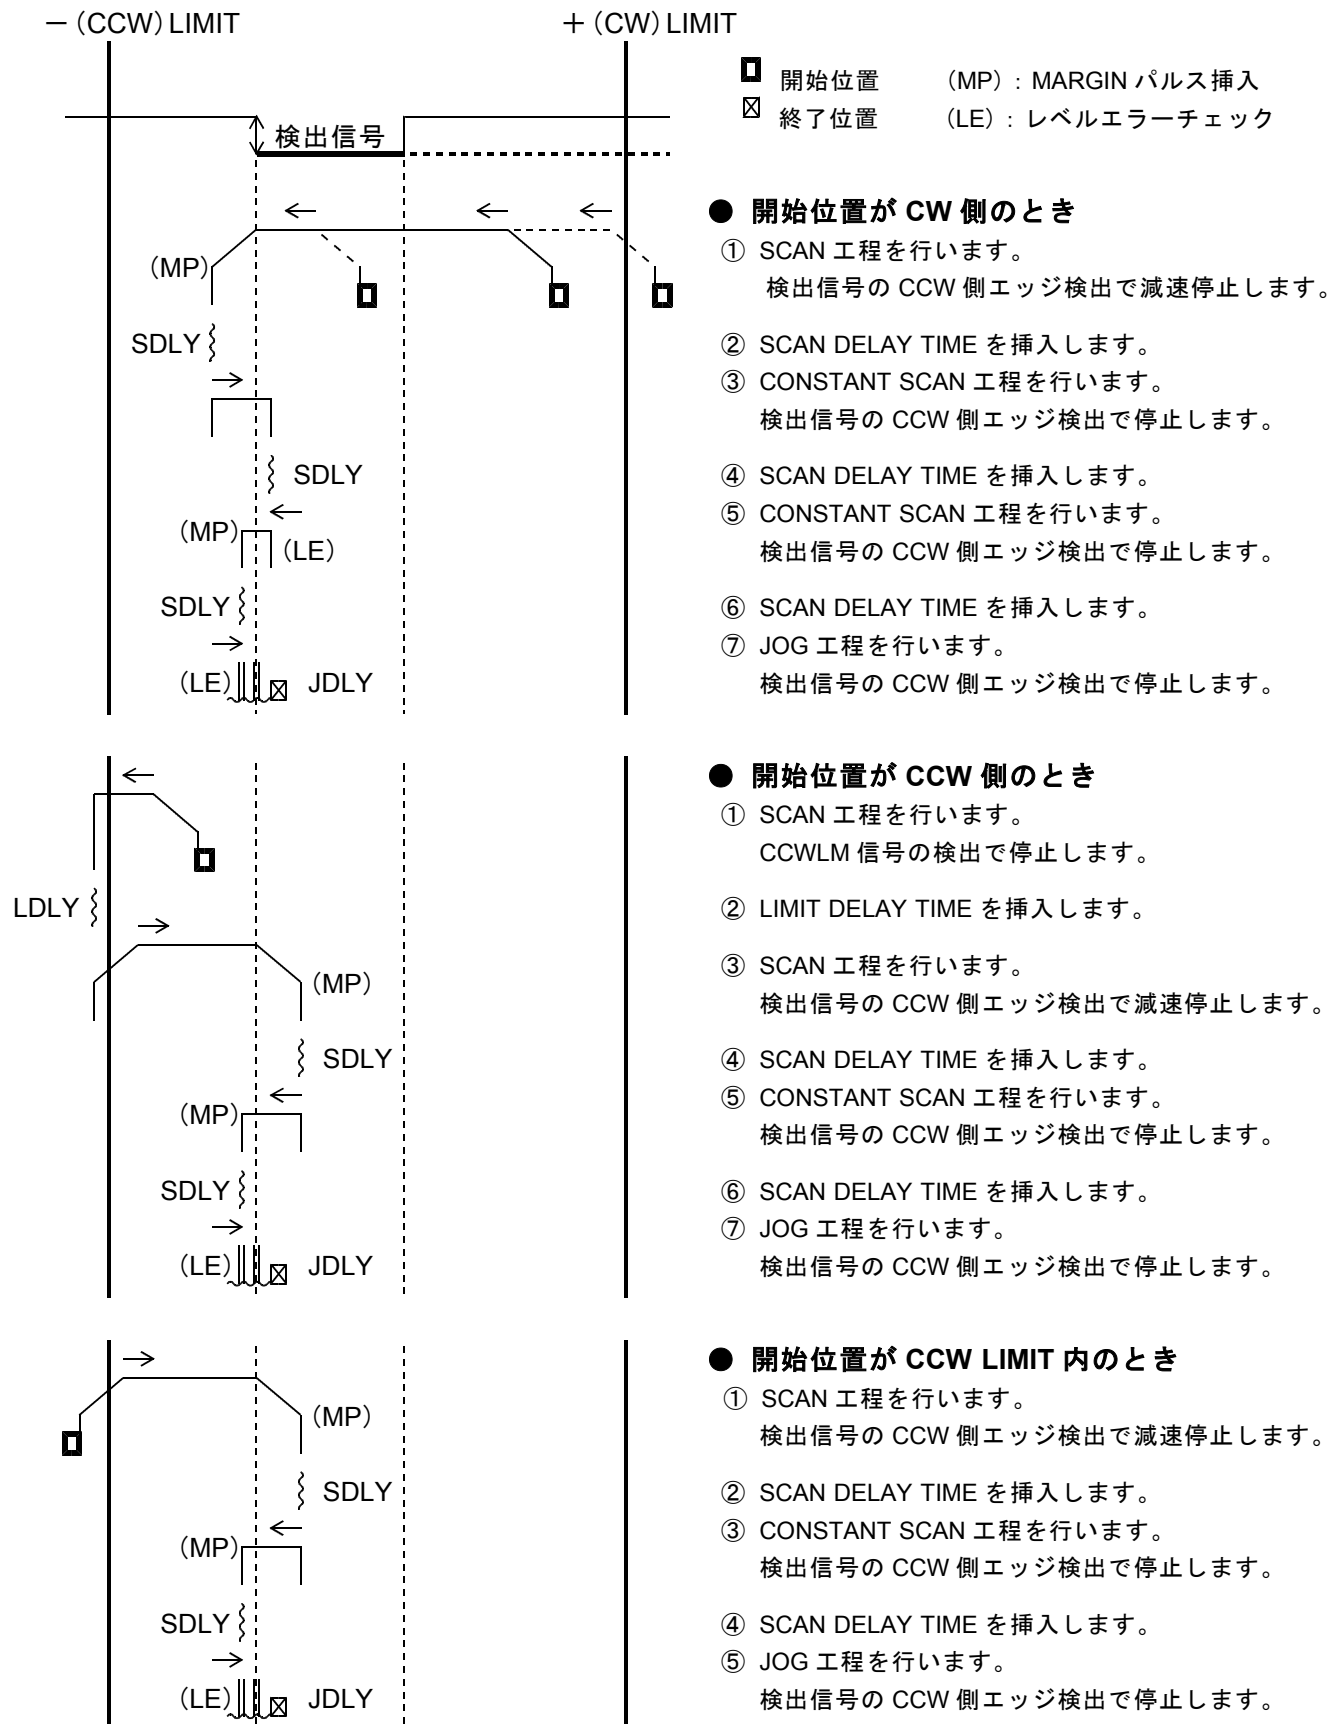 －(CCW) LIMIT
＋(CW) LIMIT
開始位置 (MP)：MARGIN パルス挿入
終了位置 (LE)：レベルエラーチェック
検出信号
(MP)
SDLY
SDLY
(MP)
(LE)
SDLY
(LE)
JDLY
● 開始位置が CW 側のとき
① SCAN 工程を行います。
検出信号の CCW 側エッジ検出で減速停止します。
② SCAN DELAY TIME を挿入します。
③ CONSTANT SCAN 工程を行います。
検出信号の CCW 側エッジ検出で停止します。
④ SCAN DELAY TIME を挿入します。
⑤ CONSTANT SCAN 工程を行います。
検出信号の CCW 側エッジ検出で停止します。
⑥ SCAN DELAY TIME を挿入します。
⑦ JOG 工程を行います。
検出信号の CCW 側エッジ検出で停止します。
LDLY
(MP)
SDLY
(MP)
SDLY
(LE)
JDLY
● 開始位置が CCW 側のとき
① SCAN 工程を行います。
CCWLM 信号の検出で停止します。
② LIMIT DELAY TIME を挿入します。
③ SCAN 工程を行います。
検出信号の CCW 側エッジ検出で減速停止します。
④ SCAN DELAY TIME を挿入します。
⑤ CONSTANT SCAN 工程を行います。
検出信号の CCW 側エッジ検出で停止します。
⑥ SCAN DELAY TIME を挿入します。
⑦ JOG 工程を行います。
検出信号の CCW 側エッジ検出で停止します。
(MP)
SDLY
(MP)
SDLY
(LE)
JDLY
● 開始位置が CCW LIMIT 内のとき
① SCAN 工程を行います。
検出信号の CCW 側エッジ検出で減速停止します。
② SCAN DELAY TIME を挿入します。
③ CONSTANT SCAN 工程を行います。
検出信号の CCW 側エッジ検出で停止します。
④ SCAN DELAY TIME を挿入します。
⑤ JOG 工程を行います。
検出信号の CCW 側エッジ検出で停止します。